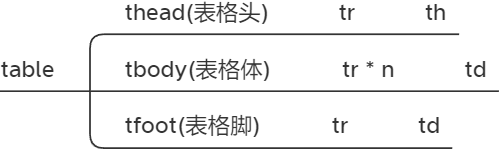 thead(表格头) tr th
table tbody(表格体) tr * n td
tfoot(表格脚) tr td